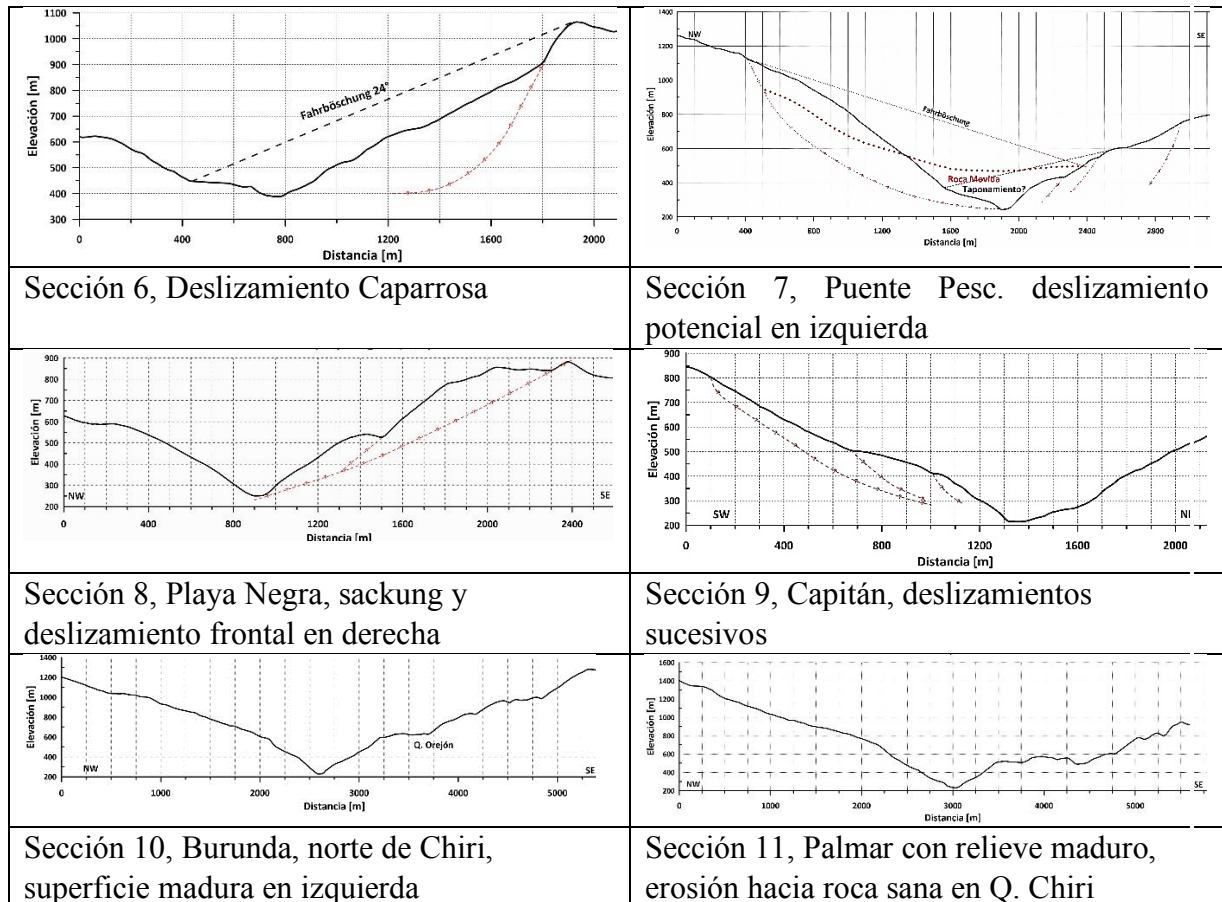 1100
1000
900
800
700
600
500
400
300
Elevación [m]
Fahrböschung 24°
0 400 800 1200 1600 2000
Distancia [m]
1400
1200
1000
800
600
400
200
Elevación [m]
NW
SE
Fahrböschung
Roca Movida
Taponamiento?
0 400 800 1200 1600 2000 2400 2800
Distancia [m]
Sección 6, Deslizamiento Caparrosa
Sección 7, Puente Pesc. deslizamiento
potencial en izquierda
900
800
700
600
500
400
300
200
Elevación [m]
NW
SE
0 400 800 1200 1600 2000 2400
Distancia [m]
900
800
700
600
500
400
300
200
Elevación [m]
SW
0 400 800 1200 1600 2000
Distancia [m]
Sección 8, Playa Negra, sackung y
deslizamiento frontal en derecha
Sección 9, Capitán, deslizamientos
sucesivos
1400
1200
1000
800
600
400
200
Elevación [m]
NW
Q. Orejón
SE
0 1000 2000 3000 4000 5000
Distancia [m]
1600
1400
1200
1000
800
600
400
200
Elevación [m]
NW
SE
0 1000 2000 3000 4000 5000
Distancia [m]
Sección 10, Burunda, norte de Chiri,
superficie madura en izquierda
Sección 11, Palmar con relieve maduro,
erosión hacia roca sana en Q. Chiri